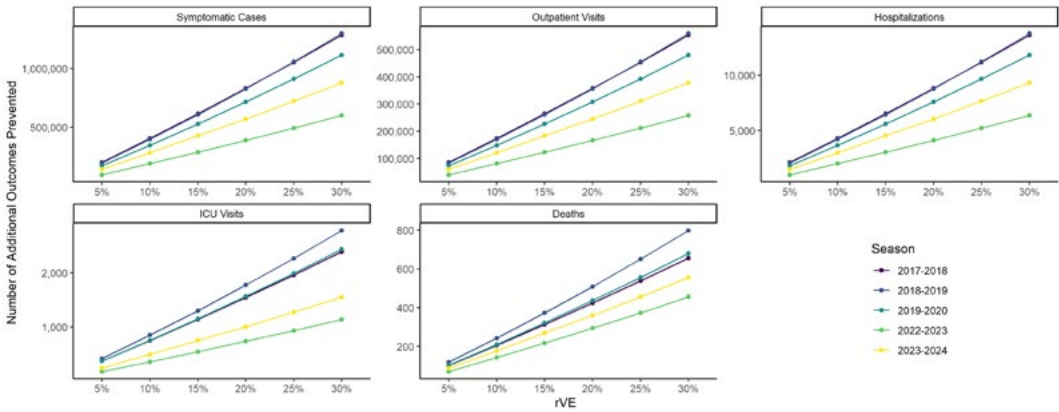 Symptomatic Cases
Outpatient Visits
Hospitalizations
Number of Additional Outcomes Prevented
1,000,000
500,000
5% 10% 15% 20% 25% 30%
500,000
400,000
300,000
200,000
100,000
5% 10% 15% 20% 25% 30%
10,000
5,000
5% 10% 15% 20% 25% 30%
ICU Visits
Deaths
2,000
1,000
5% 10% 15% 20% 25% 30%
800
600
400
200
5% 10% 15% 20% 25% 30%
rVE
Season
2017-2018
2018-2019
2019-2020
2022-2023
2023-2024